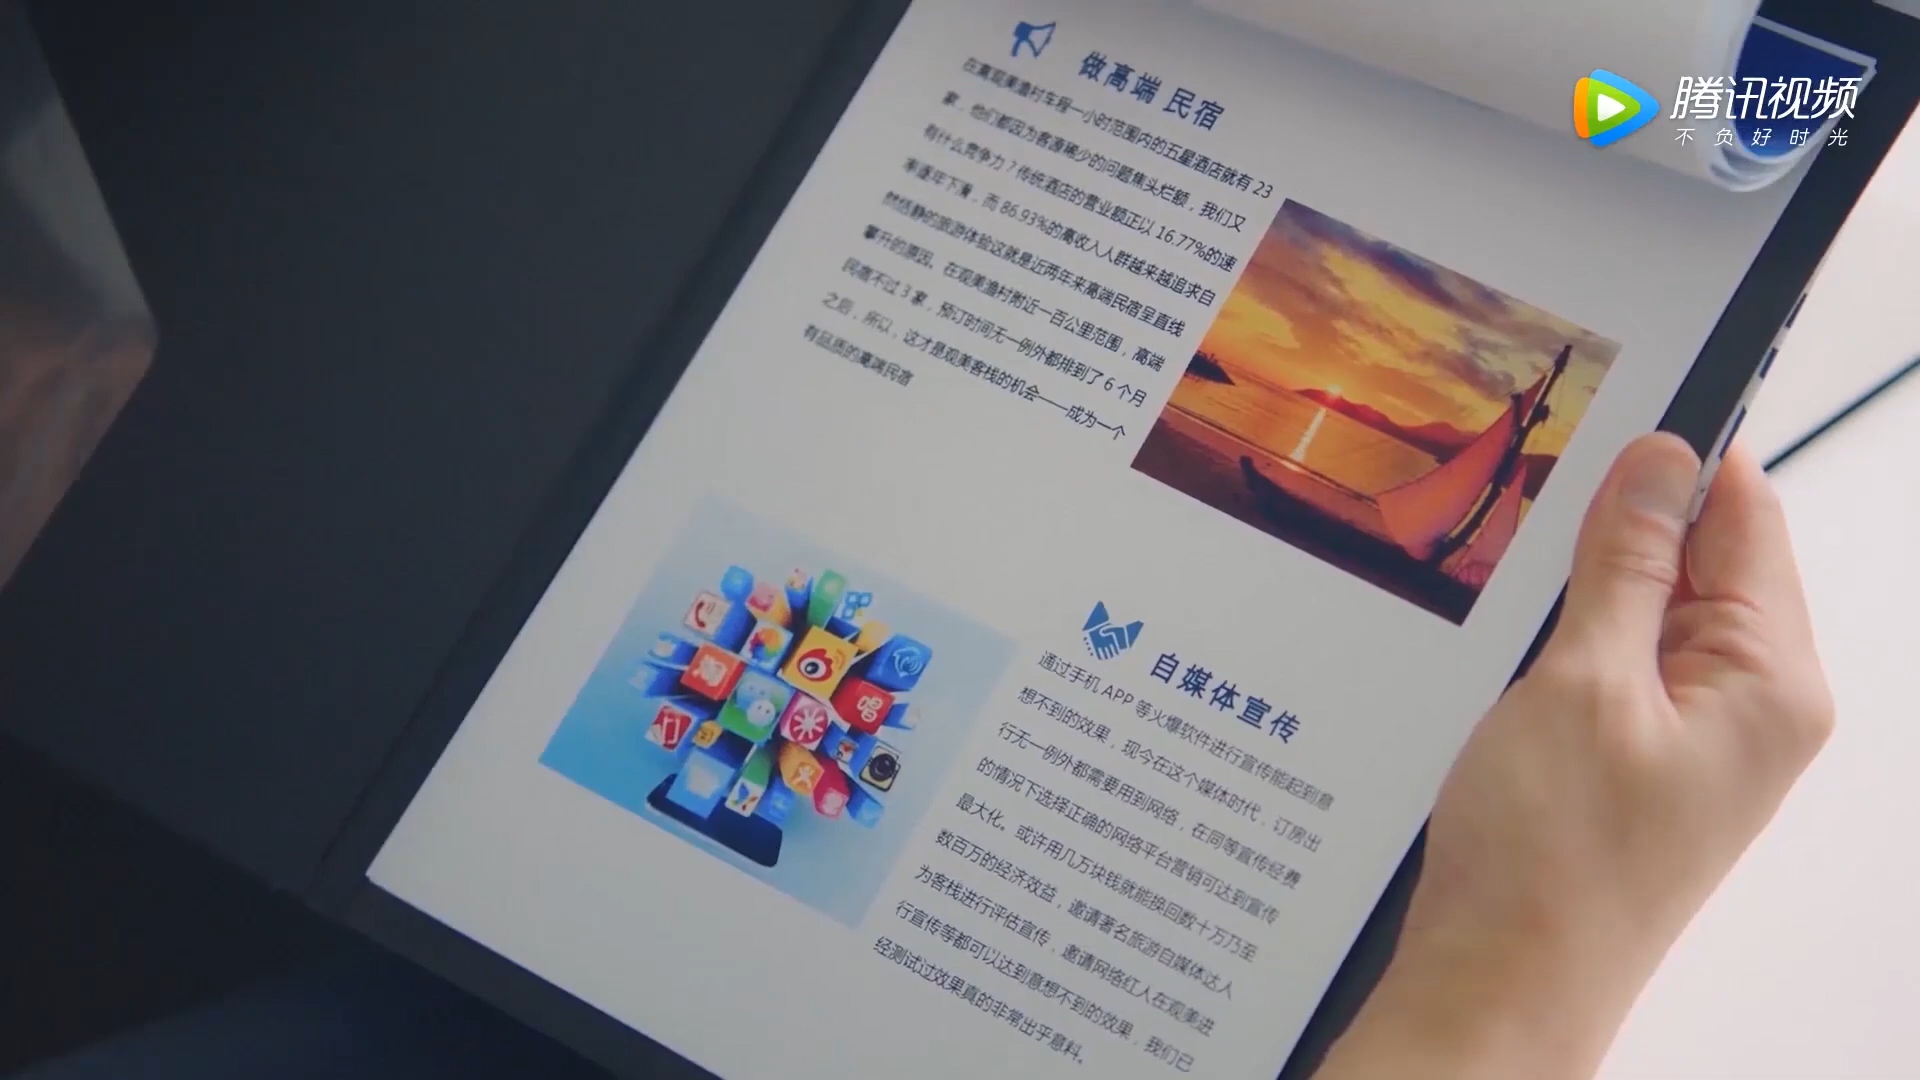 腾讯视频
不负好时光
做高端 民宿
在离观美渔村车程一小时范围内的五星酒店就有 23
家，他们都因为客源稀少的问题焦头烂额，我们又
有什么竞争力？传统酒店的营业额正以 16.77%的速
率逐年下滑，而 86.93%的高收入人群越来越追求自
然恬静的旅游体验这就是近两年来高端民宿呈直线
攀升的原因。在观美渔村附近一百公里范围，高端
民宿不过 3 家，预订时间无一例外都排到了 6 个月
之后，所以，这才是观美客栈的机会——成为一个
有品质的高端民宿
自媒体宣传
通过手机 APP 等火爆软件进行宣传能起到意
想不到的效果，现今在这个媒体时代，订房出
行无一例外都需要用到网络，在同等宣传经费
的情况下选择正确的网络平台营销可达到宣传
最大化。或许用几万块钱就能换回数十万乃至
数百万的经济效益，邀请著名旅游自媒体达人
为客栈进行评估宣传，邀请网络红人在观美进
行宣传等都可以达到意想不到的效果，我们已
经测试过效果真的非常出乎意料。
淘
唱